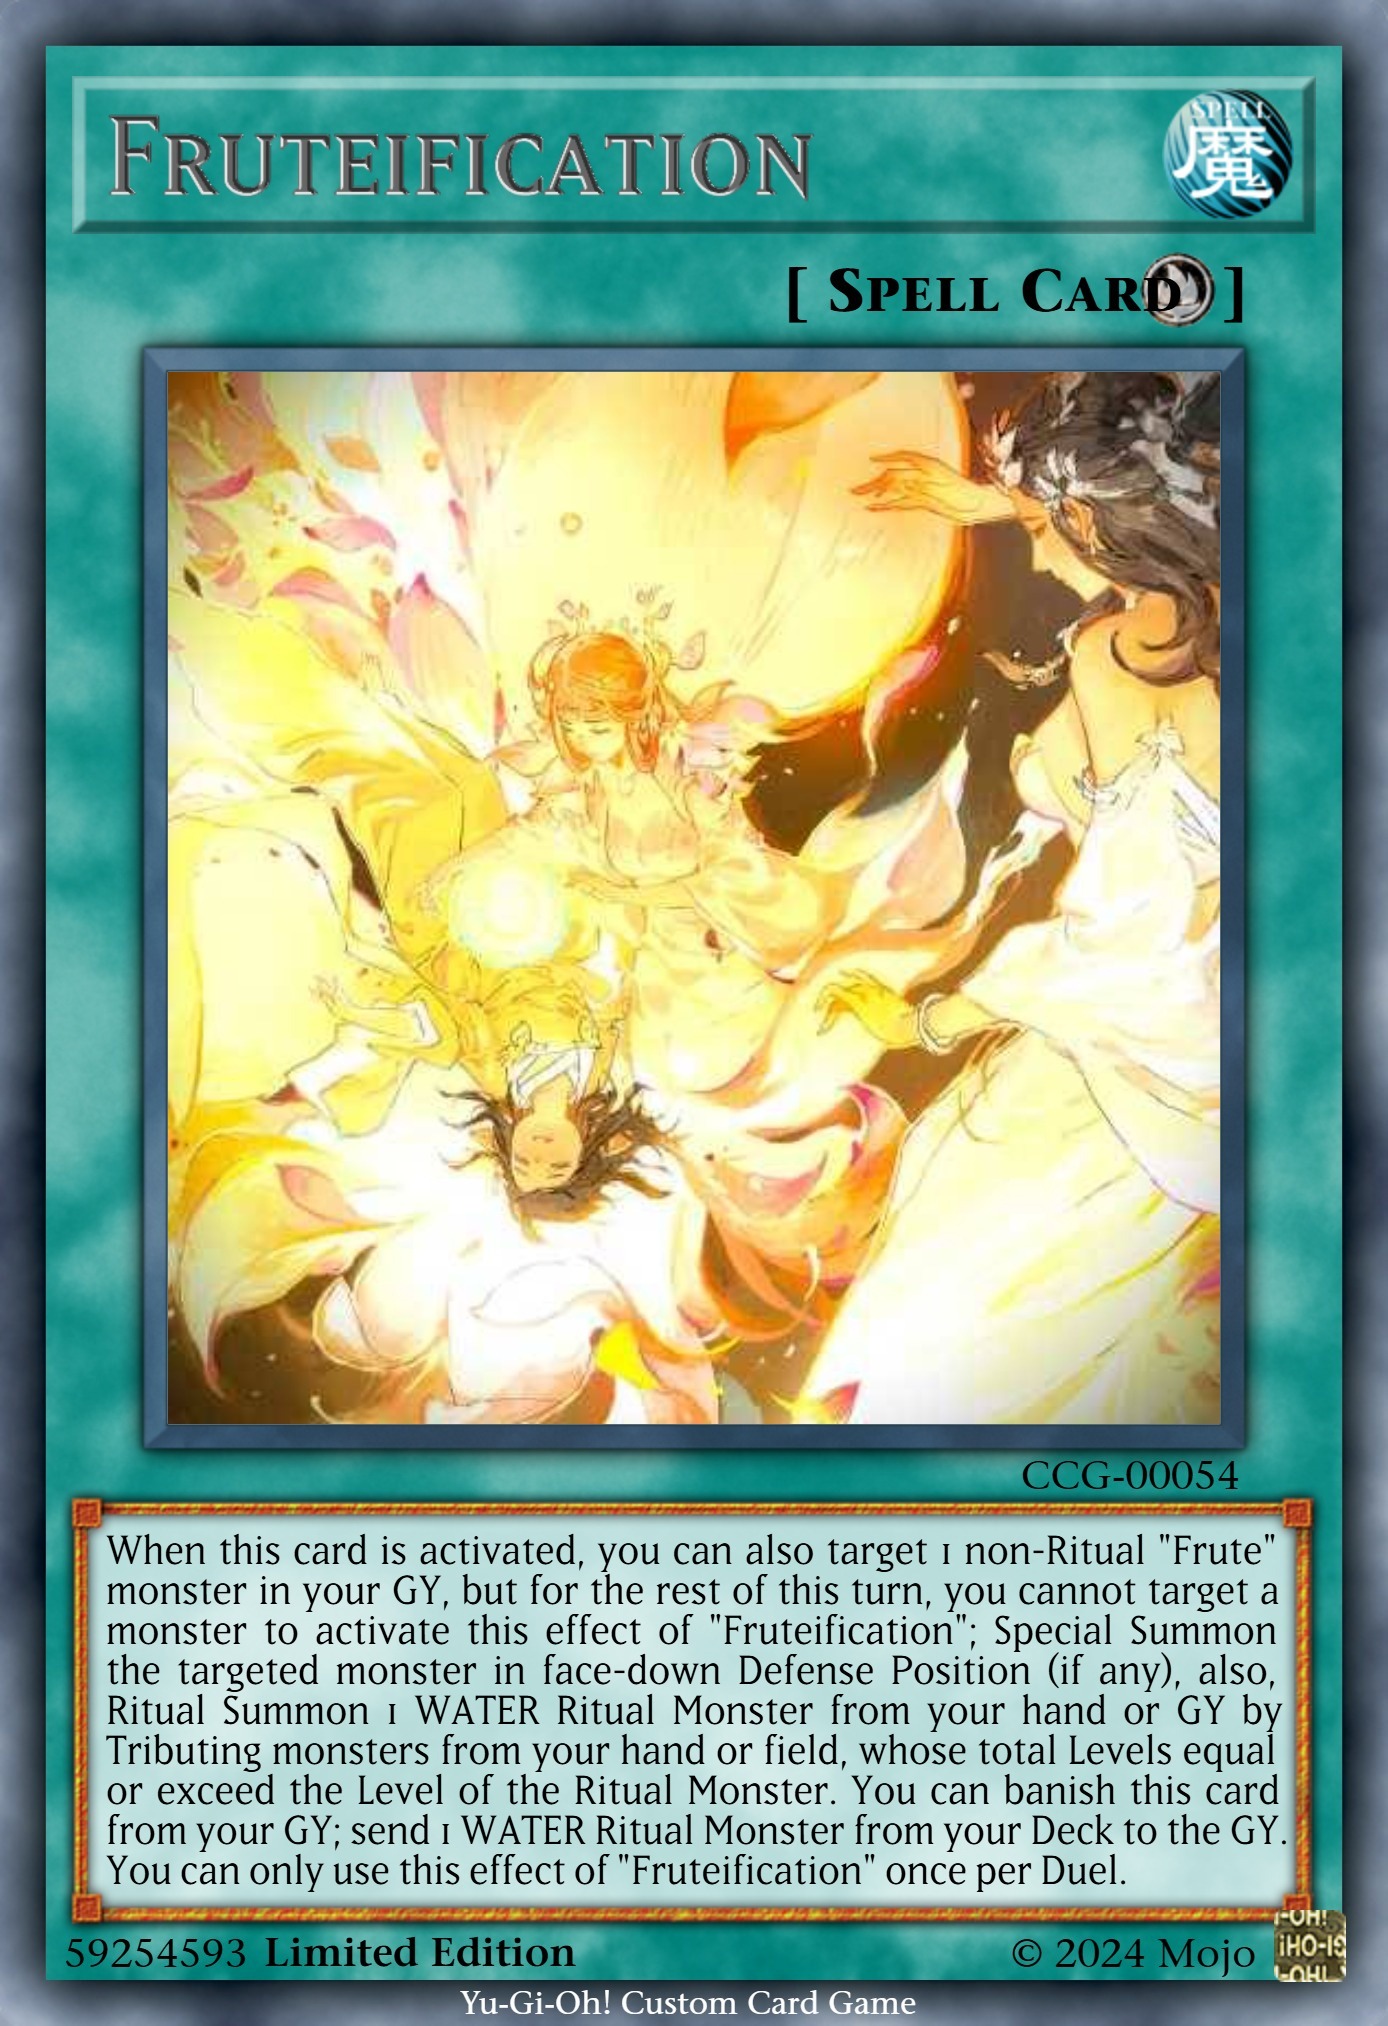 FRUTEIFICATION
SPELL
魔
[ SPELL CARD ]
CCG-00054
When this card is activated, you can also target 1 non-Ritual "Frute"
monster in your GY, but for the rest of this turn, you cannot target a
monster to activate this effect of "Fruteification"; Special Summon
the targeted monster in face-down Defense Position (if any), also,
Ritual Summon 1 WATER Ritual Monster from your hand or GY by
Tributing monsters from your hand or field, whose total Levels equal
or exceed the Level of the Ritual Monster. You can banish this card
from your GY; send 1 WATER Ritual Monster from your Deck to the GY.
You can only use this effect of "Fruteification" once per Duel.
59254593 Limited Edition
© 2024 Mojo
Yu-Gi-Oh! Custom Card Game